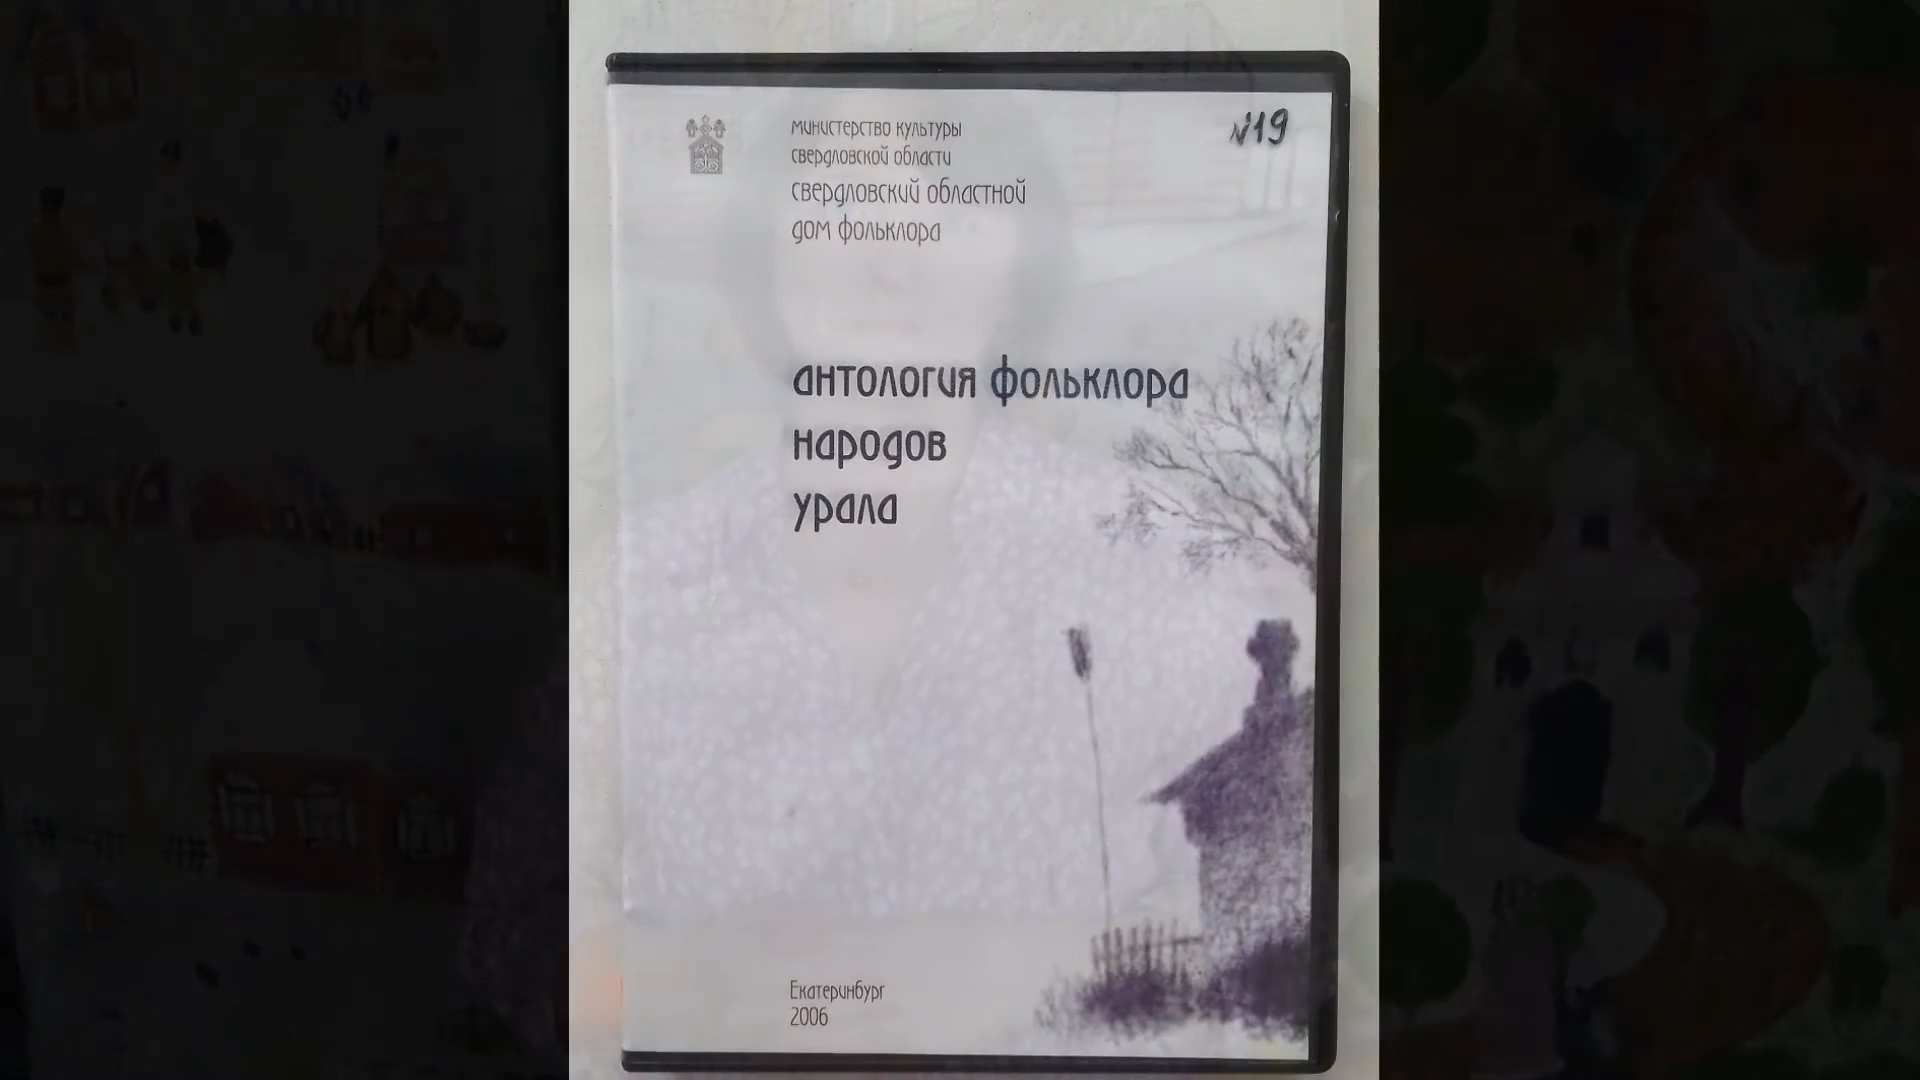 министерство культуры
свердловской области
свердловский областной
дом фольклора
№19
антология фольклора
народов
урала
Екатеринбург
2006